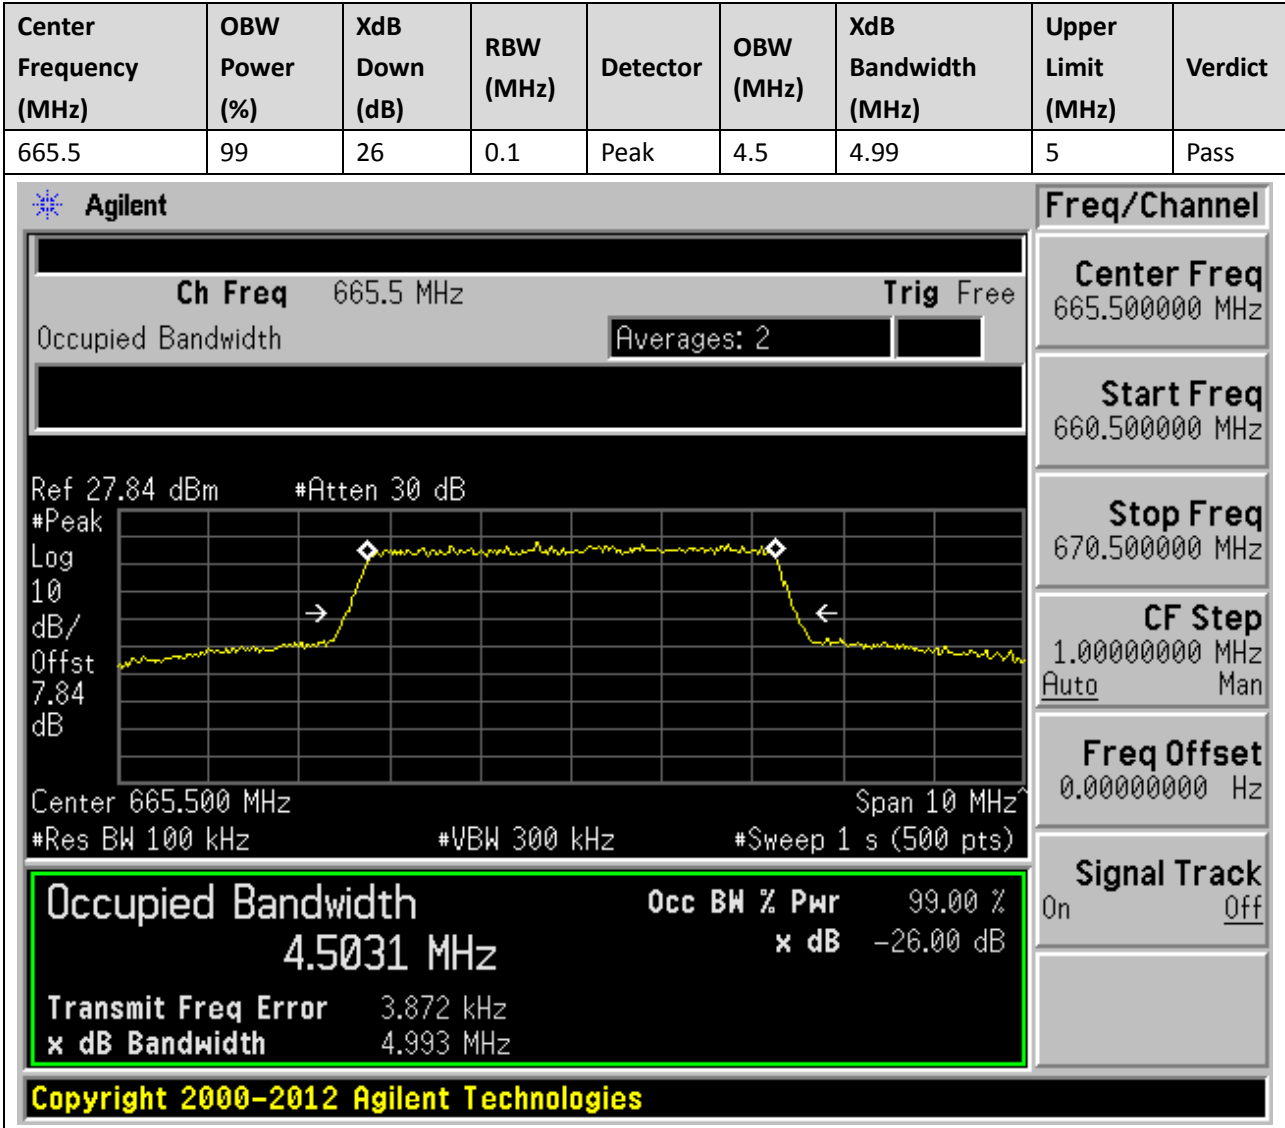 Center Frequency (MHz) OBW Power (%) XdB Down (dB) RBW (MHz) Detector OBW (MHz) XdB Bandwidth (MHz) Upper Limit (MHz) Verdict
665.5 99 26 0.1 Peak 4.5 4.99 5 Pass
Agilent
Freq/Channel
Ch Freq 665.5 MHz Trig Free
Occupied Bandwidth Averages: 2
Center Freq
665.500000 MHz
Start Freq
660.500000 MHz
Stop Freq
670.500000 MHz
CF Step
1.00000000 MHz
Auto Man
Freq Offset
0.00000000 Hz
Signal Track
On Off
Ref 27.84 dBm #Atten 30 dB
#Peak
Log
10
dB/
Offst
7.84
dB
Center 665.500 MHz Span 10 MHz^
#Res BW 100 kHz #VBW 300 kHz #Sweep 1 s (500 pts)
Occupied Bandwidth Occ BW % Pwr 99.00 %
4.5031 MHz x dB -26.00 dB
Transmit Freq Error 3.872 kHz
x dB Bandwidth 4.993 MHz
Copyright 2000-2012 Agilent Technologies